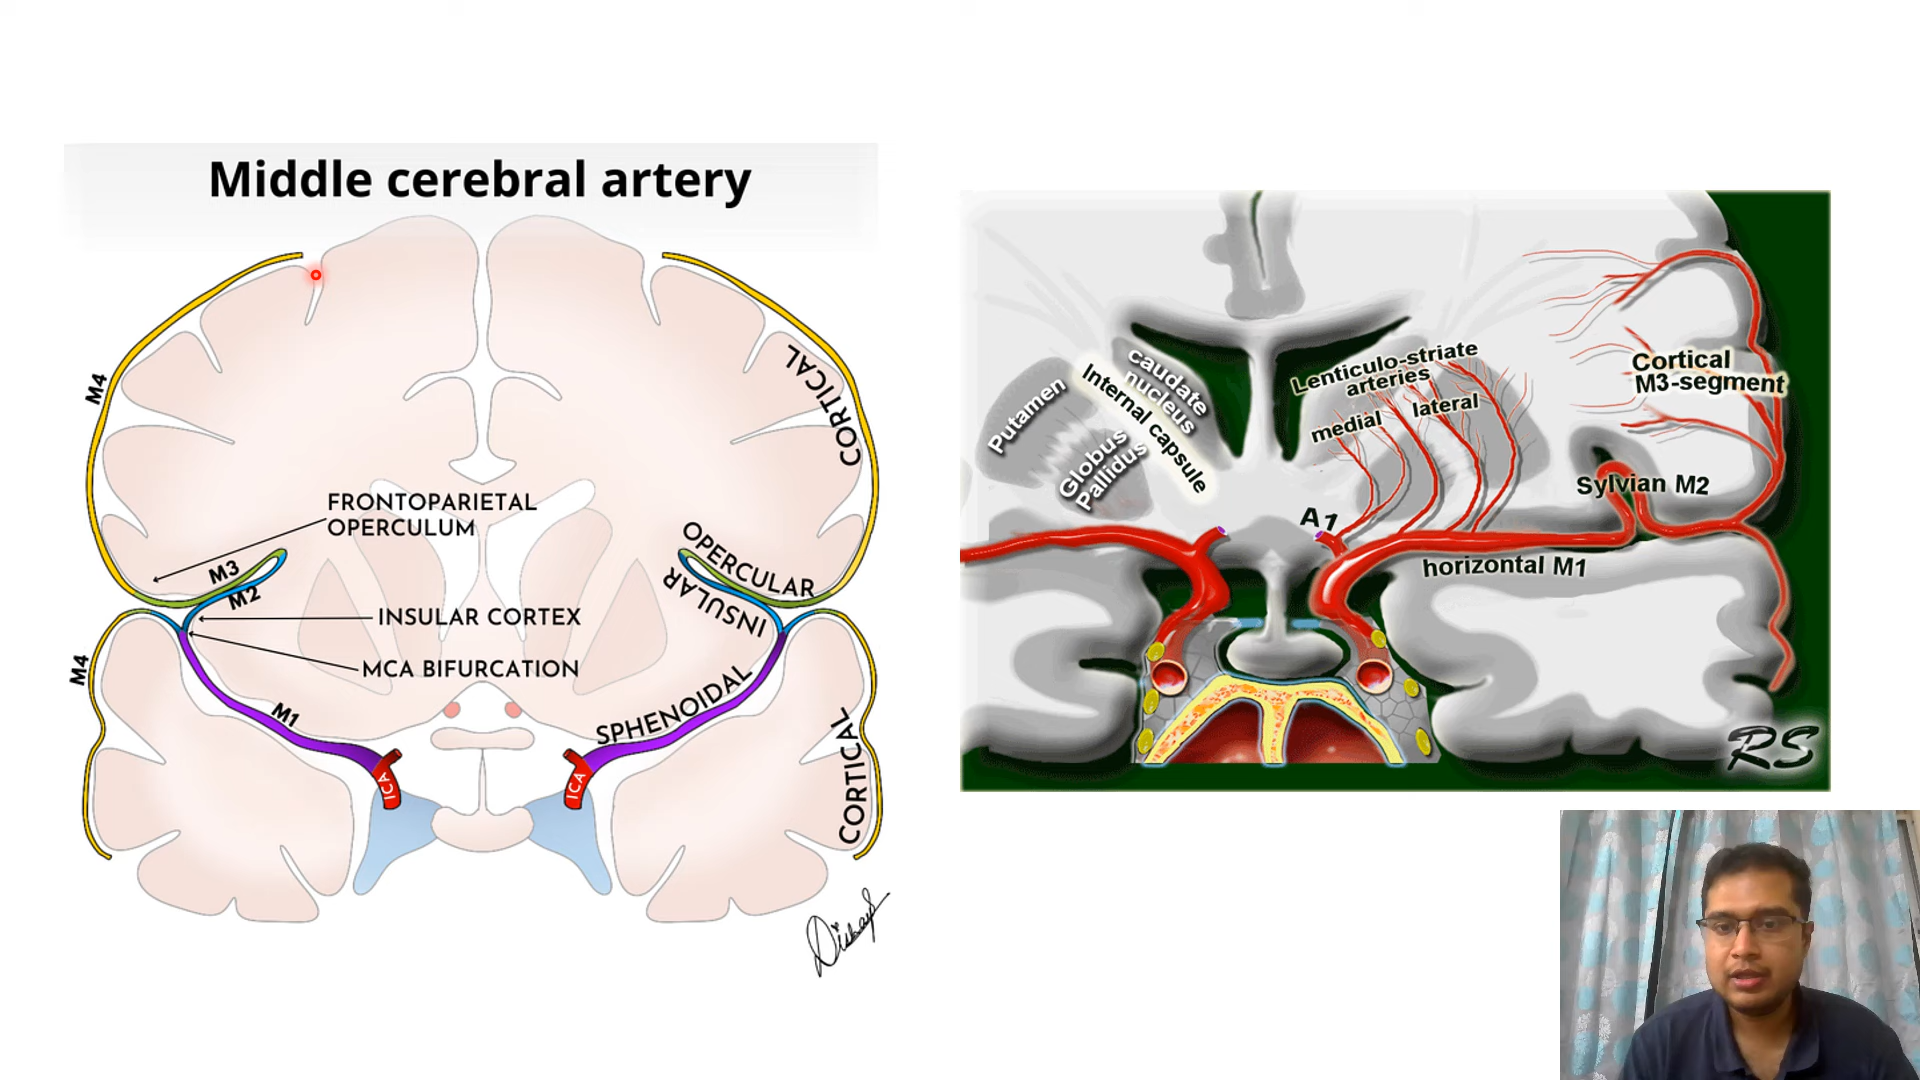 Middle cerebral artery
M4
CORTICAL
FRONTOPARIETAL
OPERCULUM
OPERCULAR
M3
M2
INSULAR
INSULAR CORTEX
M4
MCA BIFURCATION
M1
SPHENOIDAL
ICA
ICA
CORTICAL
Putamen
Globus
Pallidus
Internal capsule
caudate
nucleus
Lenticulo-striate
arteries
medial
lateral
Cortical
M3-segment
Sylvian M2
A1
horizontal M1
RS